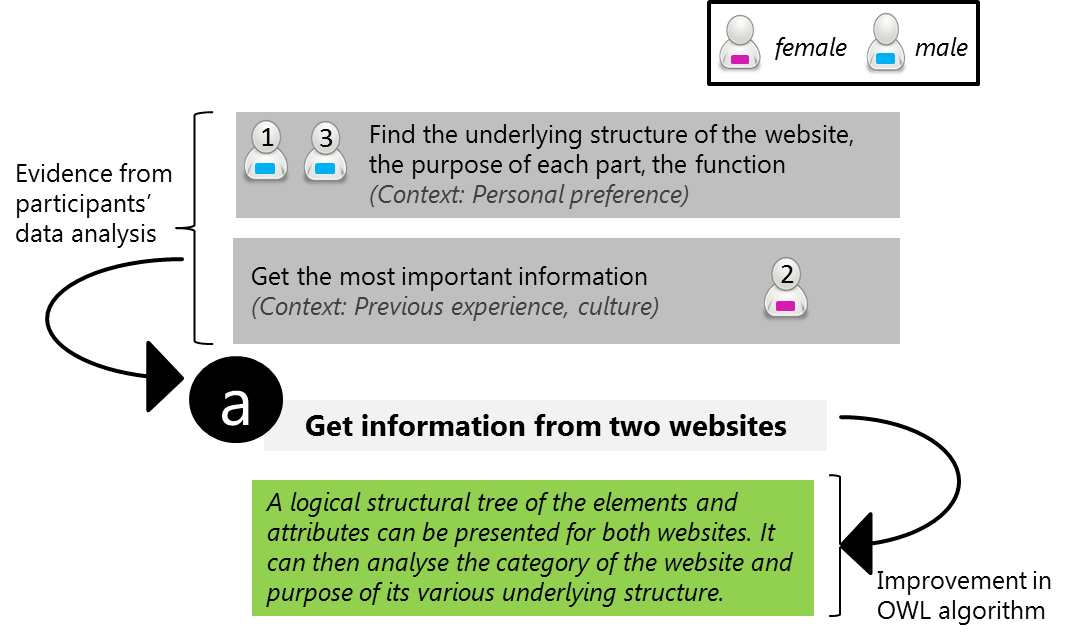 female
male
1
3
Find the underlying structure of the website,
the purpose of each part, the function
(Context: Personal preference)
Evidence from
participants’
data analysis
Get the most important information
(Context: Previous experience, culture)
2
a
Get information from two websites
A logical structural tree of the elements and
attributes can be presented for both websites. It
can then analyse the category of the website and
purpose of its various underlying structure.
Improvement in
OWL algorithm